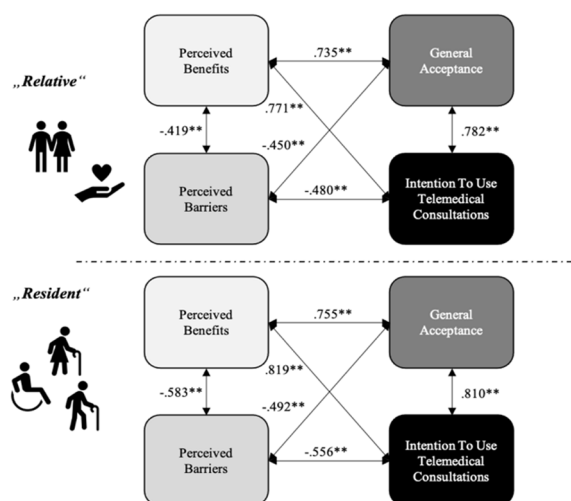 Perceived
Benefits
.735**
General
Acceptance
„Relative“
.771**
-.419**
-.450**
.782**
Perceived
Barriers
-.480**
Intention To Use
Telemedical
Consultations
„Resident“
Perceived
Benefits
.755**
General
Acceptance
.819**
-.583**
-.492**
.810**
Perceived
Barriers
-.556**
Intention To Use
Telemedical
Consultations